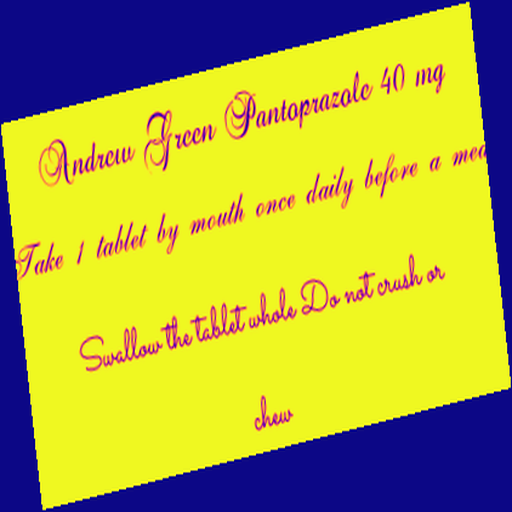 Andrew Green Pantoprazole 40 mg
Take 1 tablet by mouth once daily before a
Swallow the tablet whole Do not crush or
chew